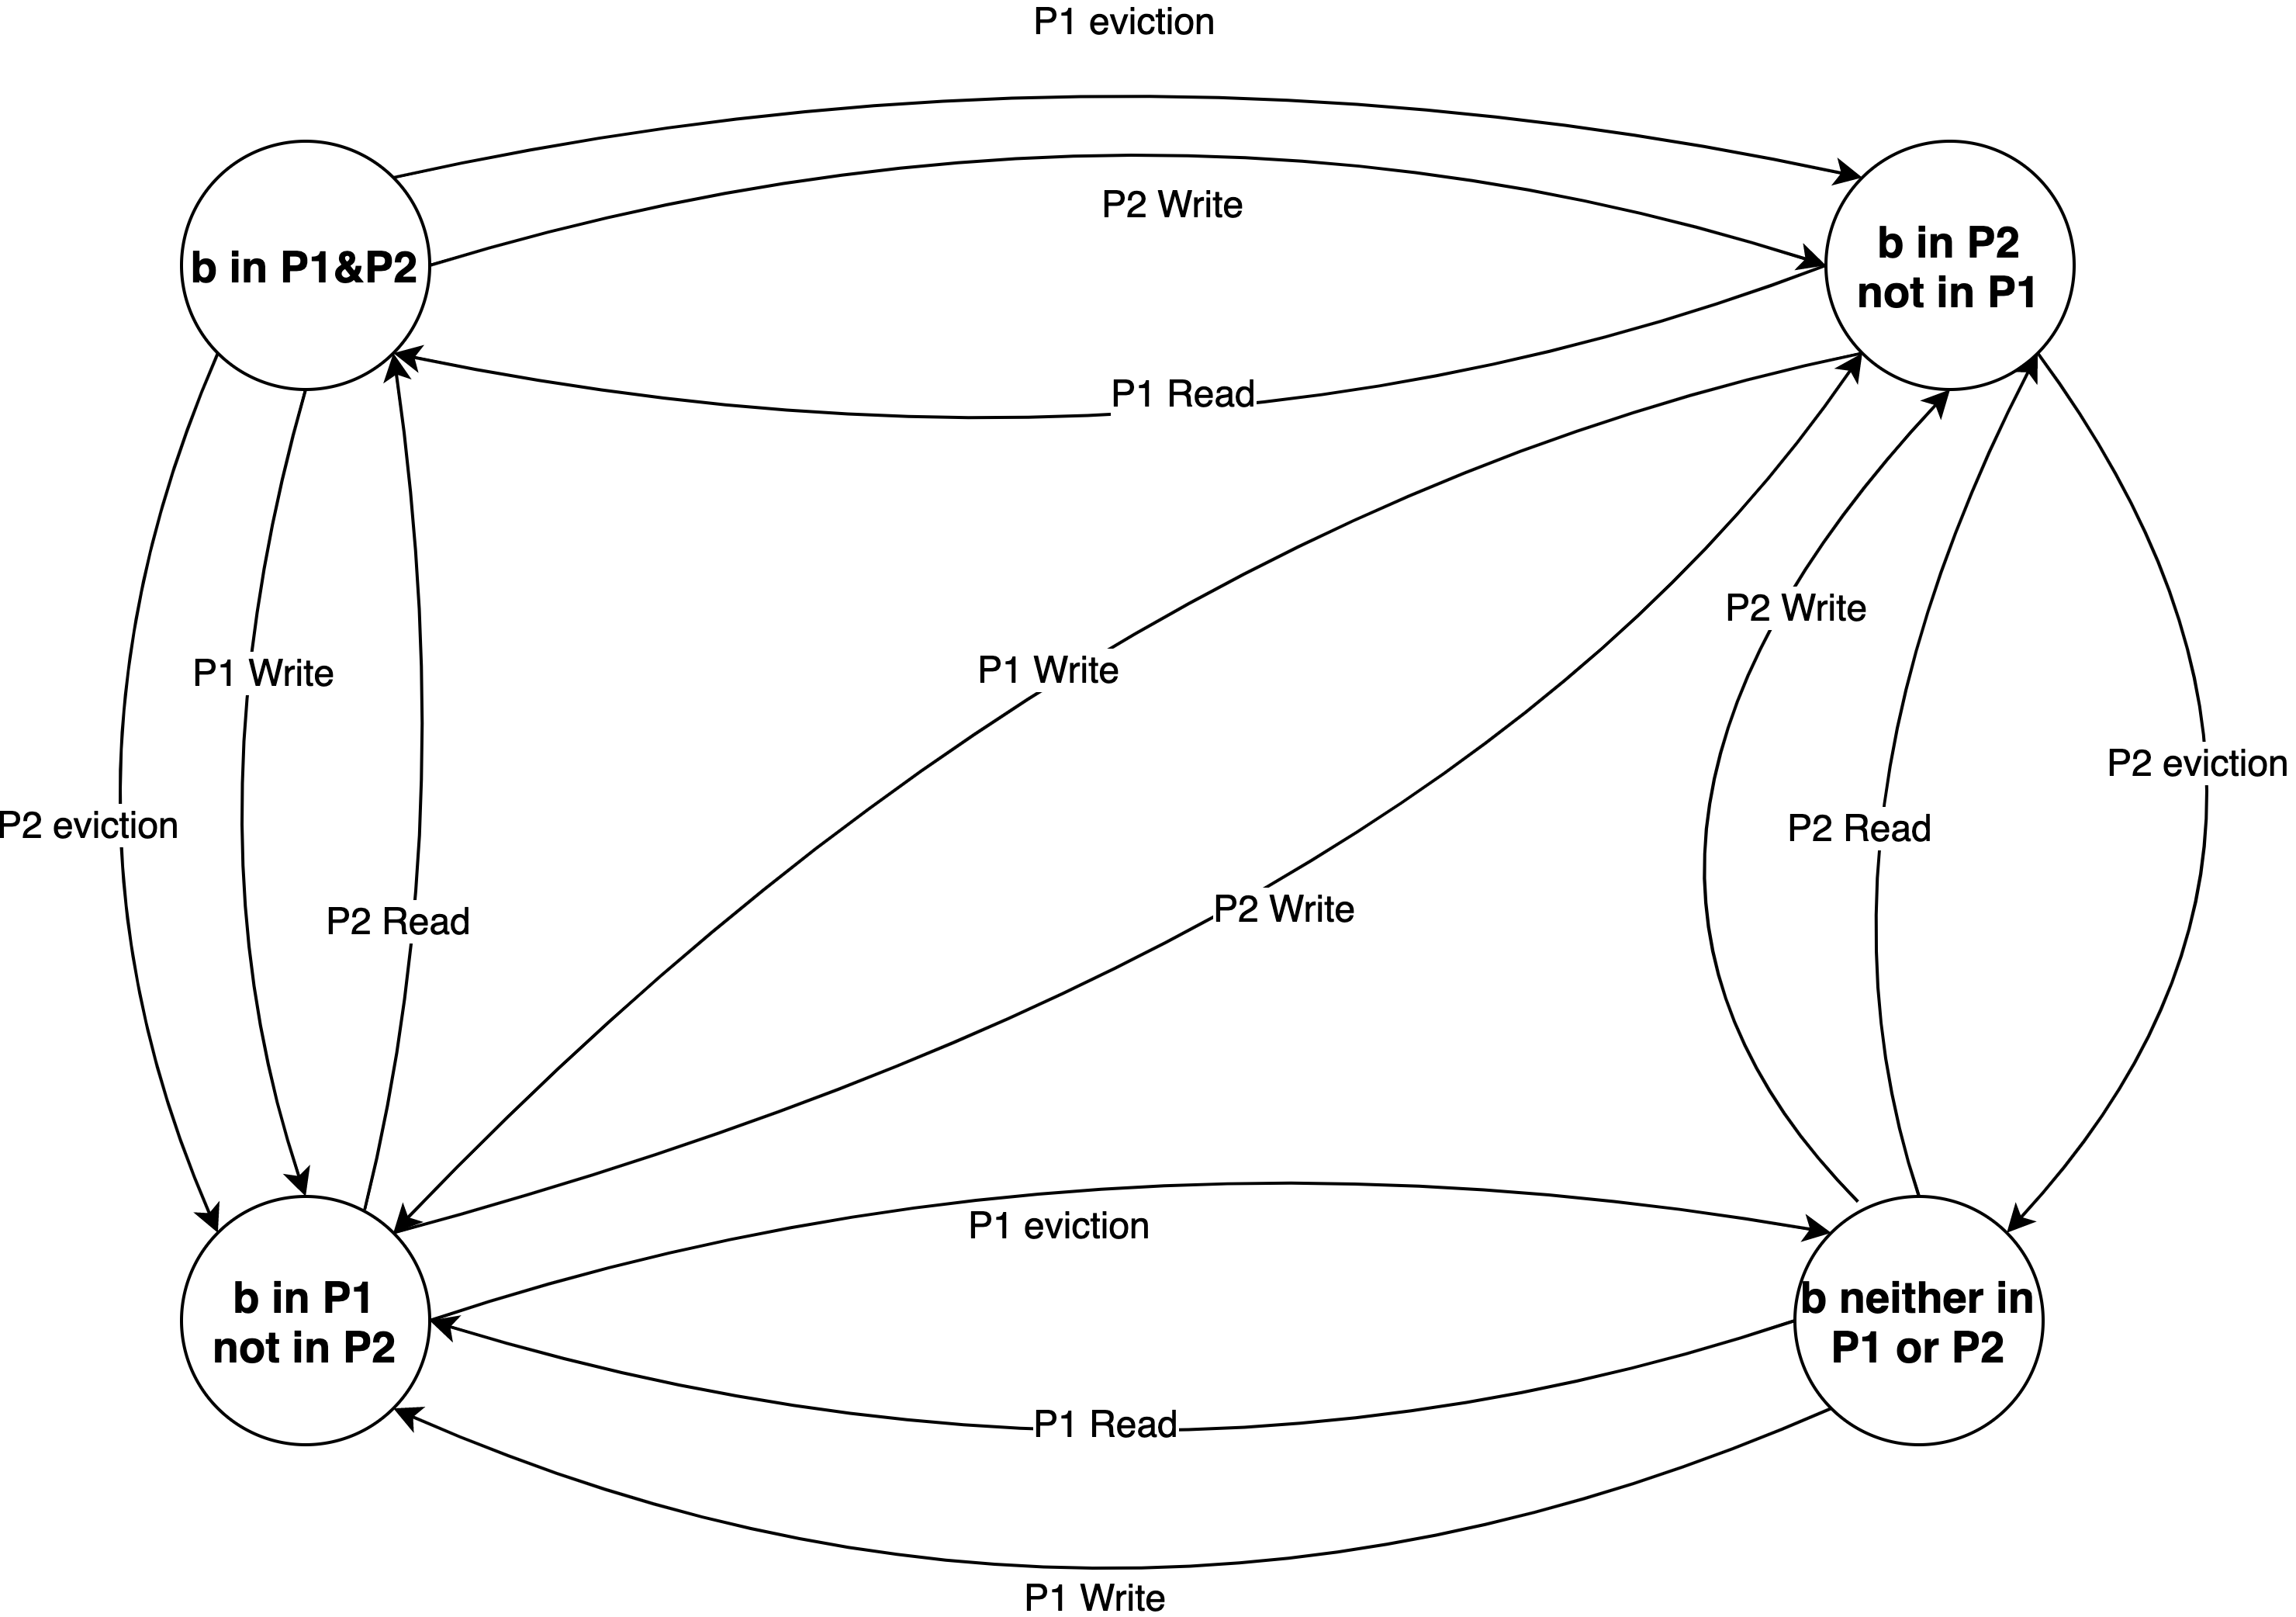 P1 eviction
P2 Write
b in P1&P2
b in P2
not in P1
P1 Read
P2 Write
P1 Write
P1 Write
P2 eviction
P2 eviction
P2 Read
P2 Write
P2 Read
P1 eviction
b in P1
not in P2
b neither in
P1 or P2
P1 Read
P1 Write